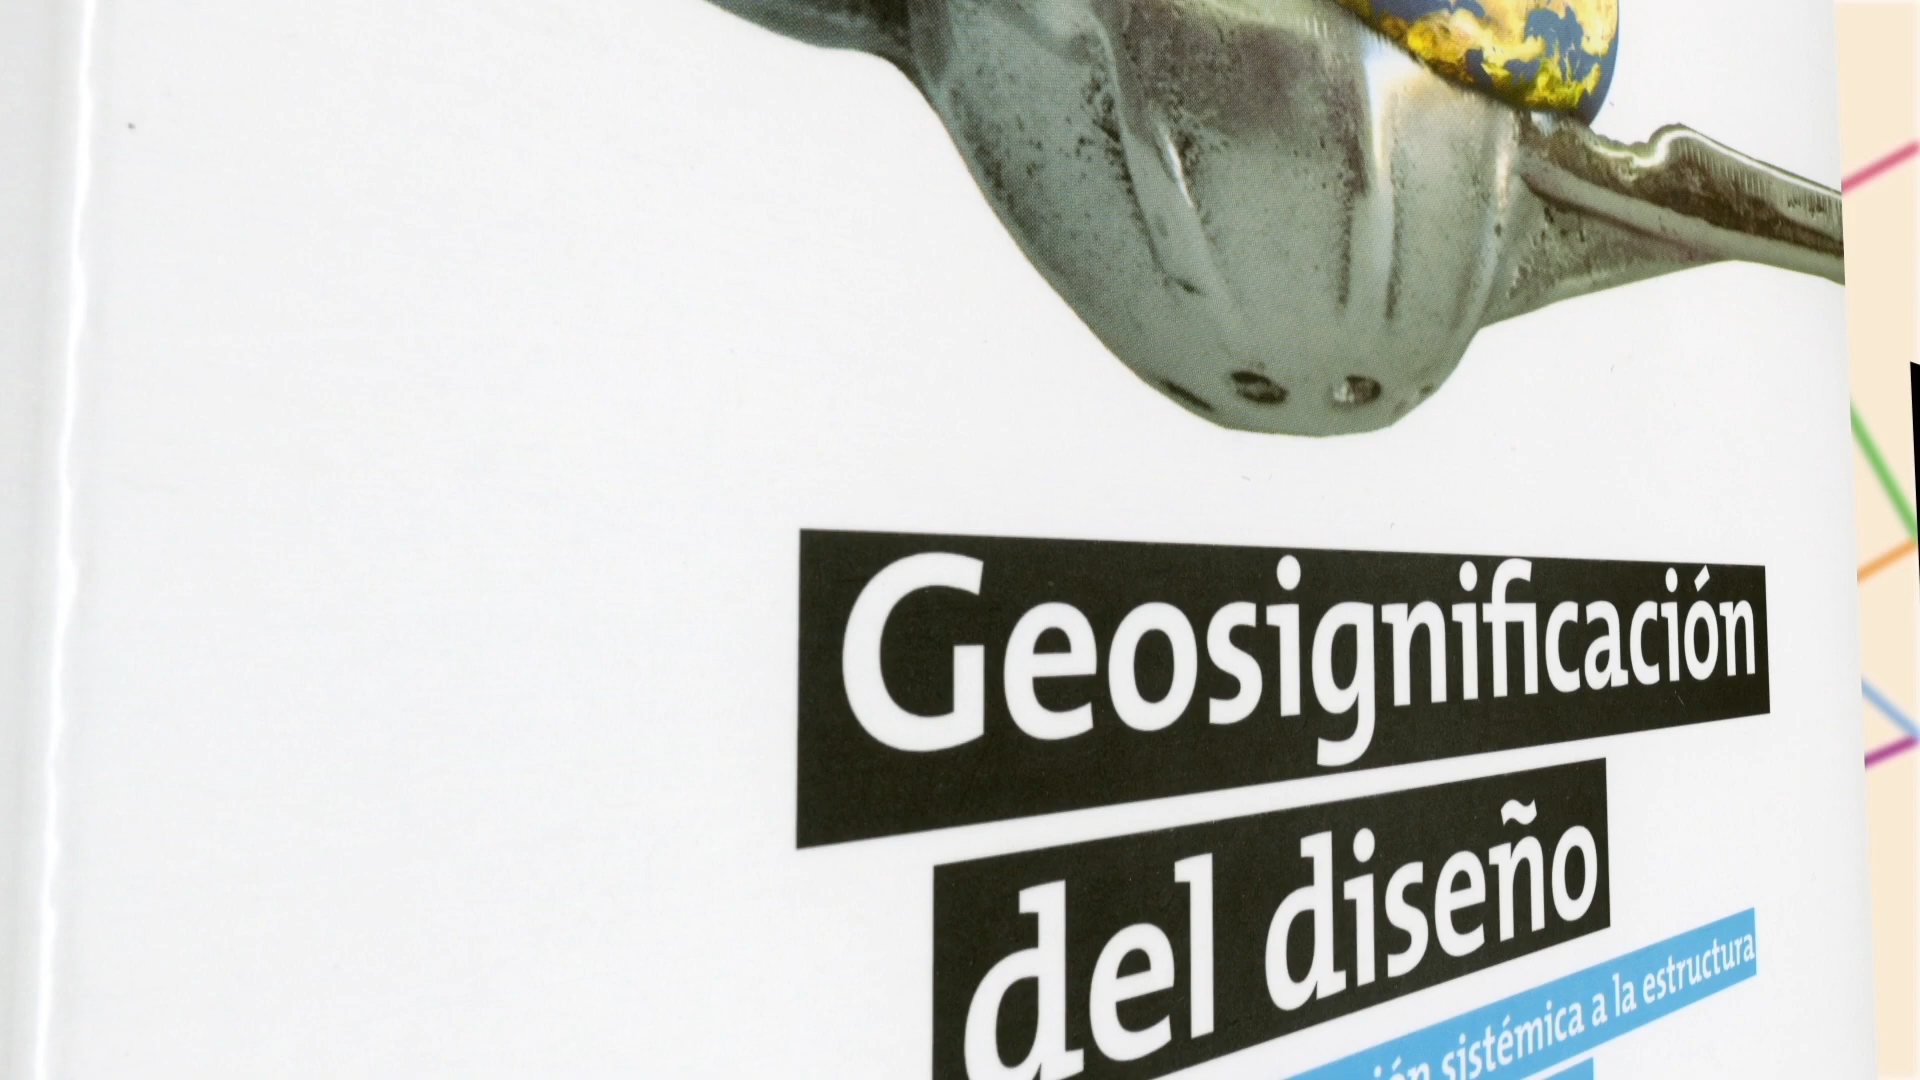 Geosignificación
del diseño
sistémica a la estructura